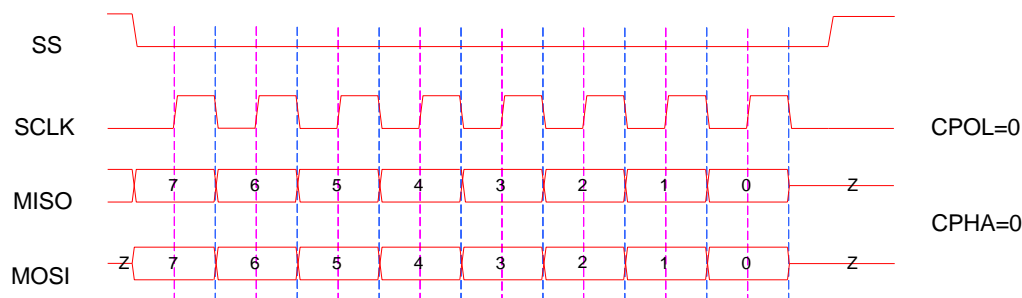 SS
SCLK
CPOL=0
MISO
7 6 5 4 3 2 1 0 Z
CPHA=0
MOSI
Z 7 6 5 4 3 2 1 0 Z